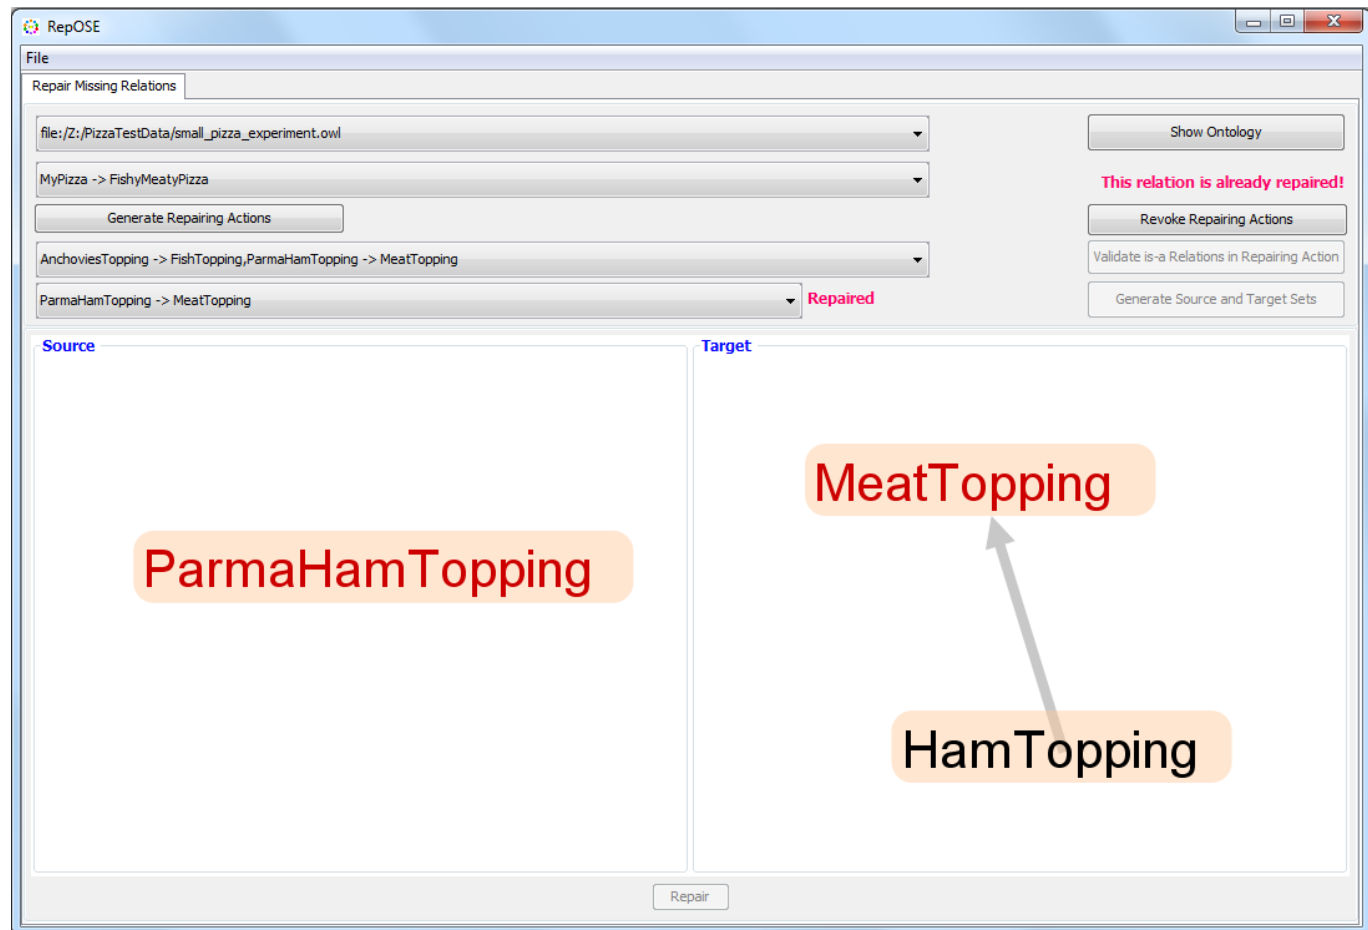 RepOSE
File
Repair Missing Relations
file:/Z:/PizzaTestData/small_pizza_experiment.owl
Show Ontology
MyPizza -> FishyMeatyPizza
This relation is already repaired!
Generate Repairing Actions
Revoke Repairing Actions
AnchoviesTopping -> FishTopping,ParmaHamTopping -> MeatTopping
Validate is-a Relations in Repairing Action
ParmaHamTopping -> MeatTopping
Repaired
Generate Source and Target Sets
Source
Target
MeatTopping
ParmaHamTopping
HamTopping
Repair